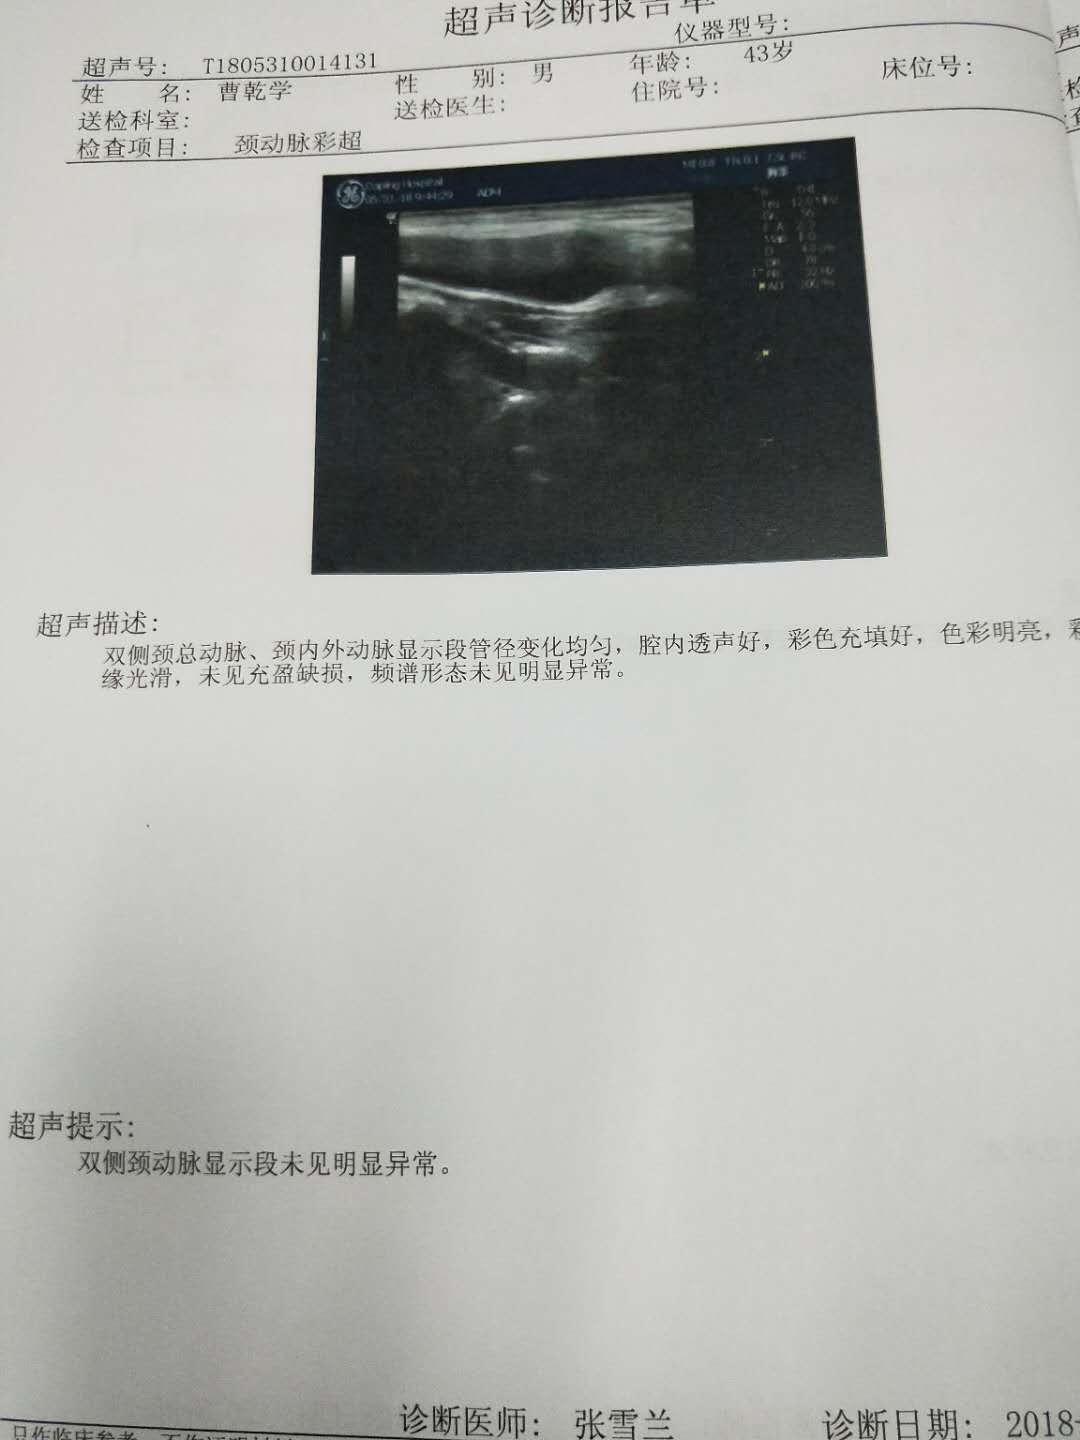 超声诊断报告单
仪器型号:
超声号: T1805310014131
姓 名: 曹乾学 性 别: 男 年龄: 43岁 床位号:
送检科室: 送检医生: 住院号:
检查项目: 颈动脉彩超
GE
Hospital
超声描述:
双侧颈总动脉、颈内外动脉显示段管径变化均匀，腔内透声好，彩色充填好，色彩明亮，彩
缘光滑，未见充盈缺损，频谱形态未见明显异常。
超声提示:
双侧颈动脉显示段未见明显异常。
诊断医师: 张雪兰 诊断日期: 2018-